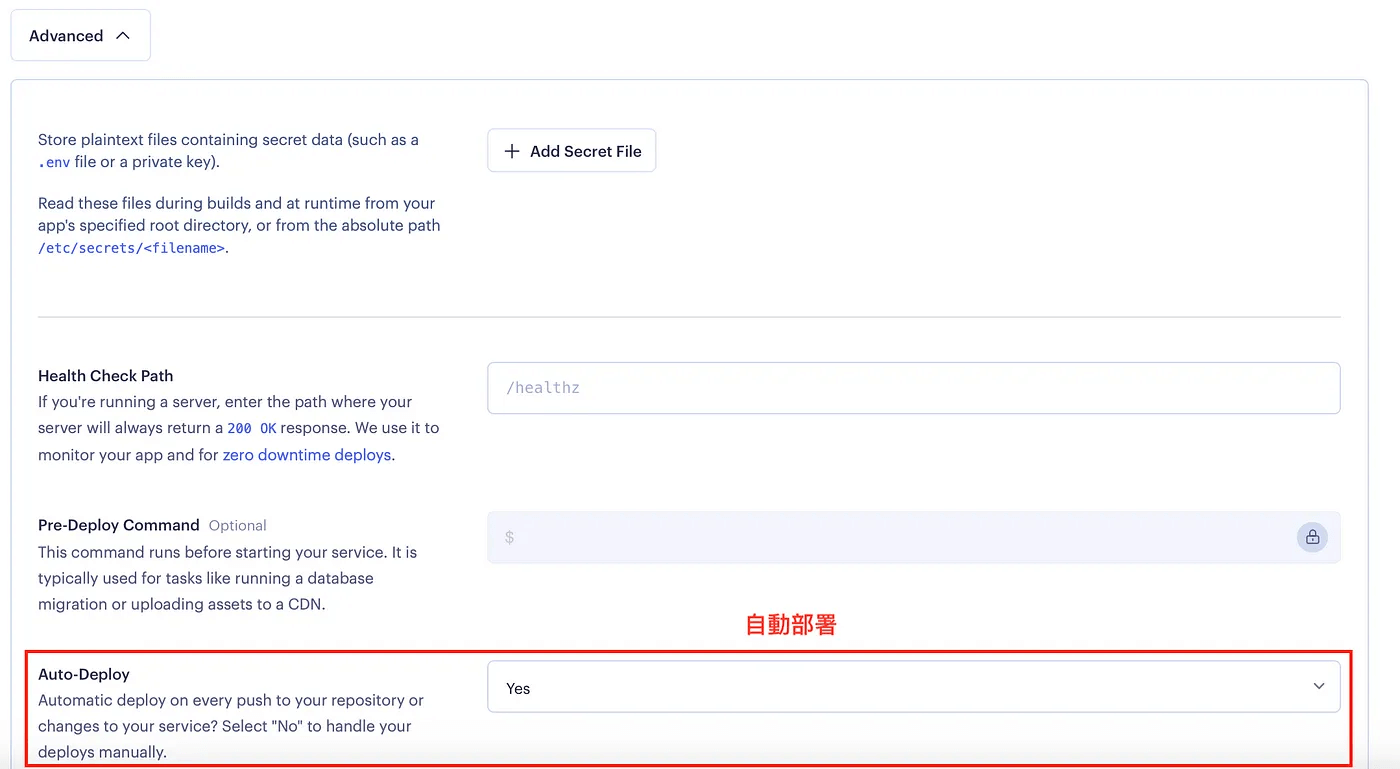 Advanced
Store plaintext files containing secret data (such as a
.env file or a private key).
+ Add Secret File
Read these files during builds and at runtime from your
app's specified root directory, or from the absolute path
/etc/secrets/<filename>.
Health Check Path
If you're running a server, enter the path where your
server will always return a 200 OK response. We use it to
monitor your app and for zero downtime deploys.
/healthz
Pre-Deploy Command Optional
This command runs before starting your service. It is
typically used for tasks like running a database
migration or uploading assets to a CDN.
$
自動部署
Auto-Deploy
Automatic deploy on every push to your repository or
changes to your service? Select "No" to handle your
deploys manually.
Yes